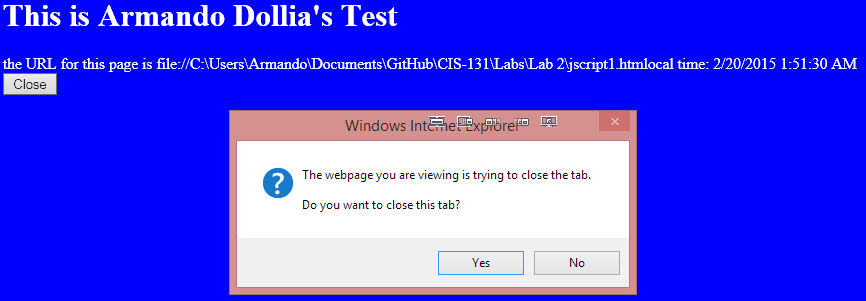 This is Armando Dollia's Test
the URL for this page is file://C:\Users\Armando\Documents\GitHub\CIS-131\Labs\Lab 2\jscript1.htmlocal time: 2/20/2015 1:51:30 AM
Close
Windows Internet Explorer
The webpage you are viewing is trying to close the tab.
Do you want to close this tab?
Yes No